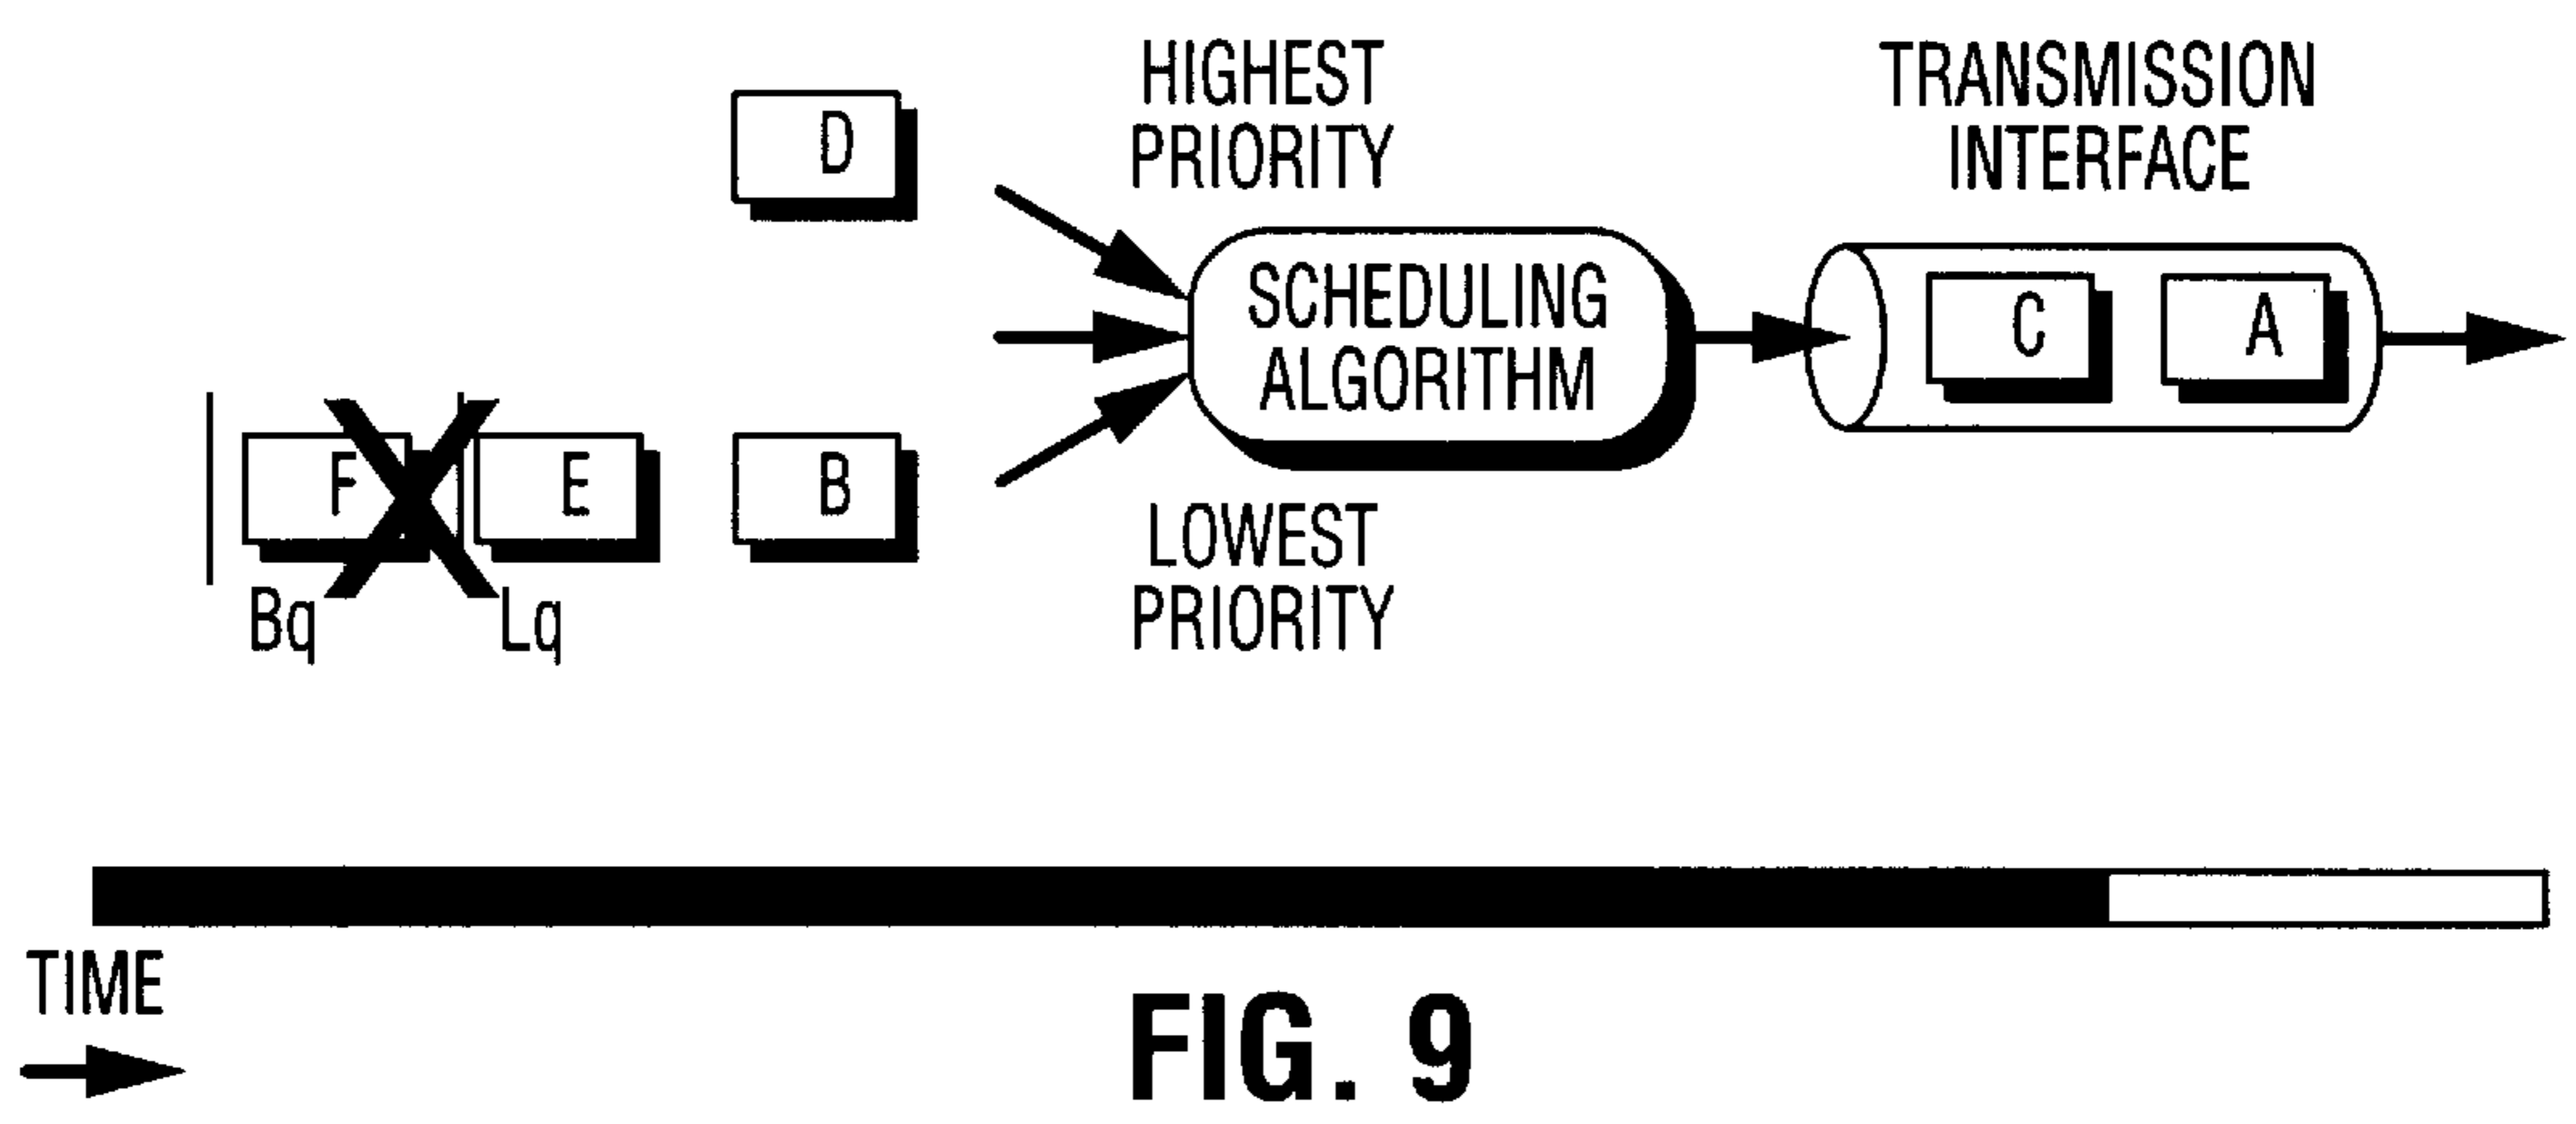 HIGHEST
PRIORITY
TRANSMISSION
INTERFACE
D
SCHEDULING
ALGORITHM
C
A
F
E
B
Bq
Lq
LOWEST
PRIORITY
TIME
FIG. 9